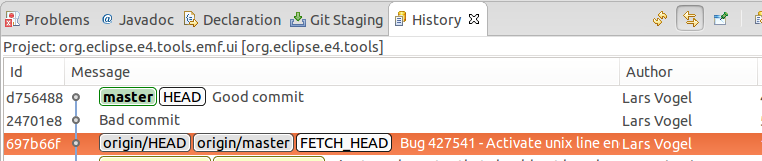 Problems @ Javadoc Declaration Git Staging History
Project: org.eclipse.e4.tools.emf.ui [org.eclipse.e4.tools]
Id Message Author
d756488 master HEAD Good commit Lars Vogel
24701e8 Bad commit Lars Vogel
697b66f origin/HEAD origin/master FETCH_HEAD Bug 427541 - Activate unix line en Lars Vogel